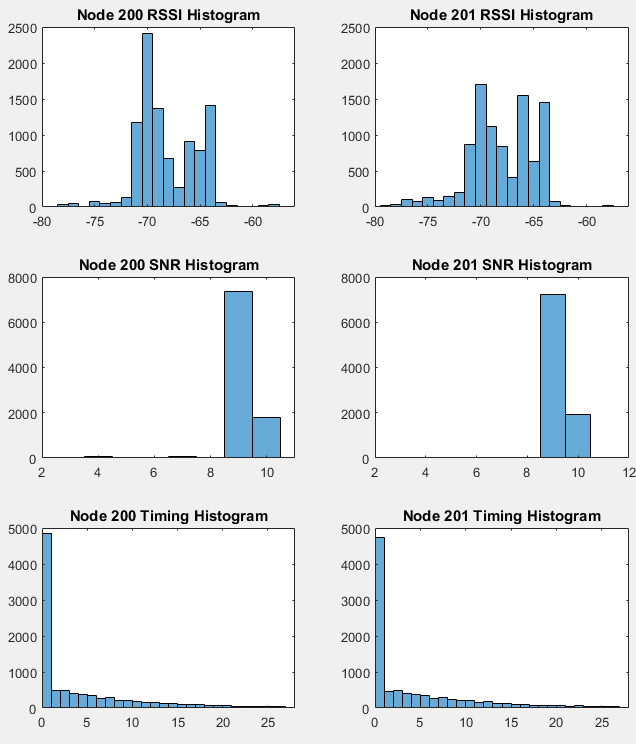 Node 200 RSSI Histogram
2500
2000
1500
1000
500
0
-80 -75 -70 -65 -60
Node 201 RSSI Histogram
2500
2000
1500
1000
500
0
-80 -75 -70 -65 -60
Node 200 SNR Histogram
8000
6000
4000
2000
0
2 4 6 8 10
Node 201 SNR Histogram
8000
6000
4000
2000
0
2 4 6 8 10 12
Node 200 Timing Histogram
5000
4000
3000
2000
1000
0
0 5 10 15 20 25
Node 201 Timing Histogram
5000
4000
3000
2000
1000
0
0 5 10 15 20 25